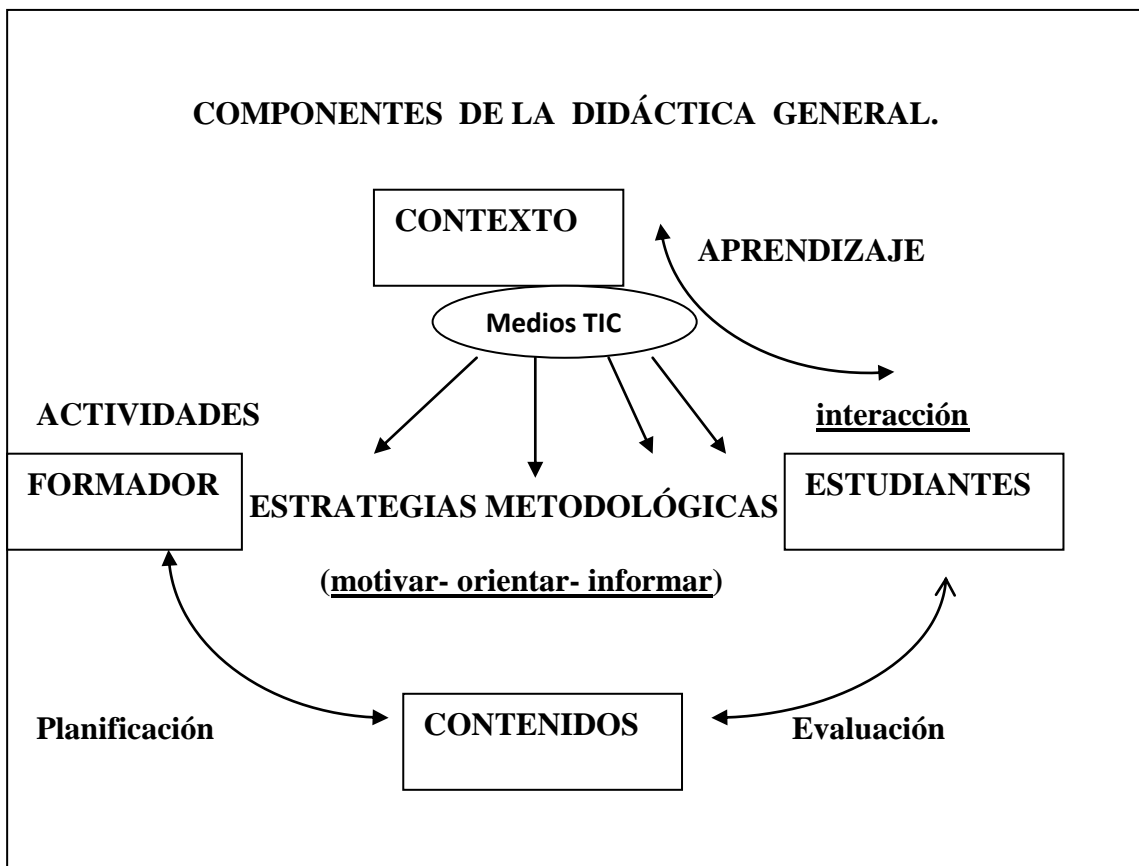 COMPONENTES DE LA DIDÁCTICA GENERAL.
CONTEXTO
APRENDIZAJE
Medios TIC
ACTIVIDADES
interacción
FORMADOR
ESTRATEGIAS METODOLÓGICAS
ESTUDIANTES
(motivar- orientar- informar)
Planificación
CONTENIDOS
Evaluación